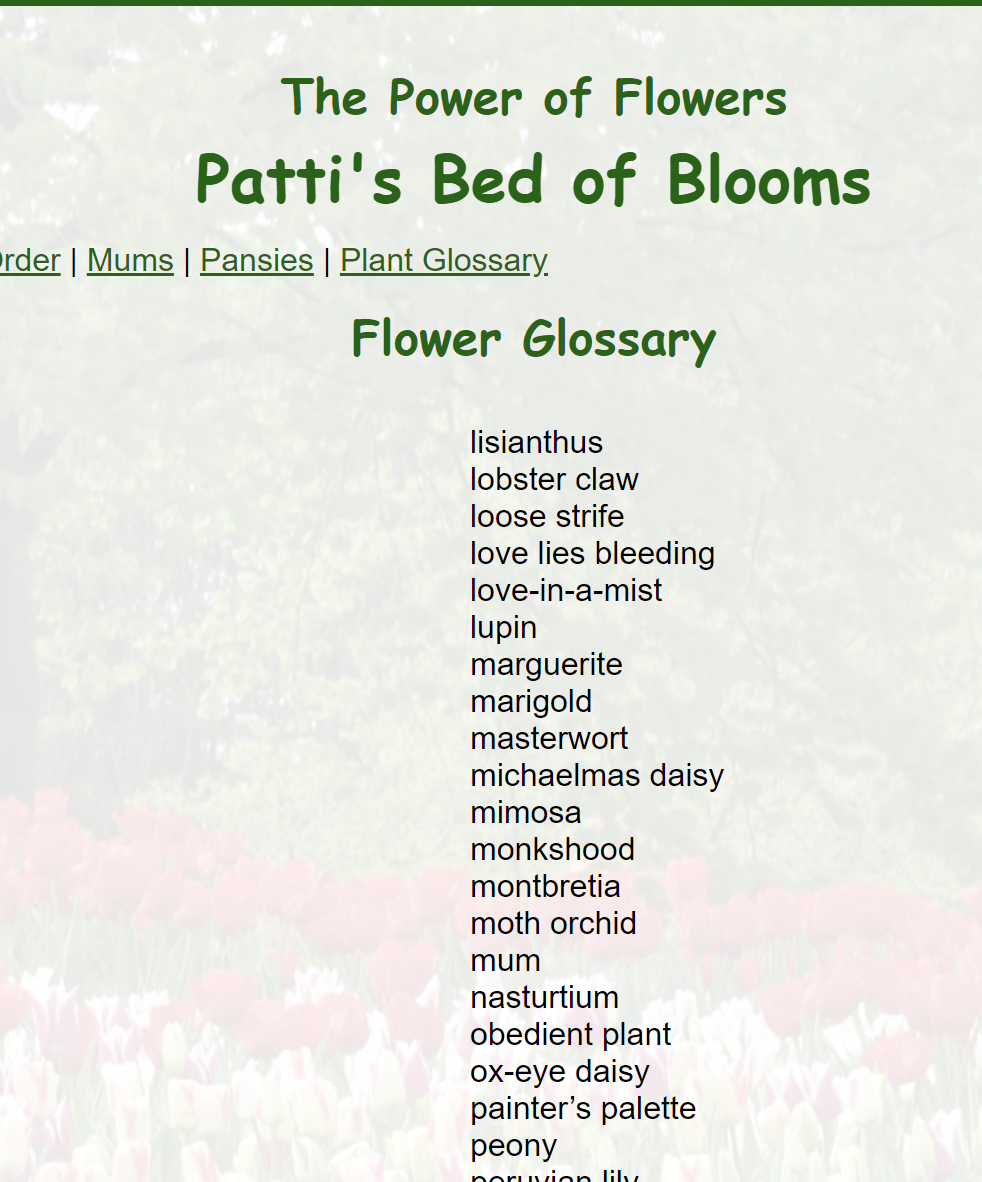 The Power of Flowers
Patti's Bed of Blooms
| Mums | Pansies | Plant Glossary
Flower Glossary
lisianthus
lobster claw
loose strife
love lies bleeding
love-in-a-mist
lupin
marguerite
marigold
masterwort
michaelmas daisy
mimosa
monkshood
montbretia
moth orchid
mum
nasturtium
obedient plant
ox-eye daisy
painter’s palette
peony
peruvian lily